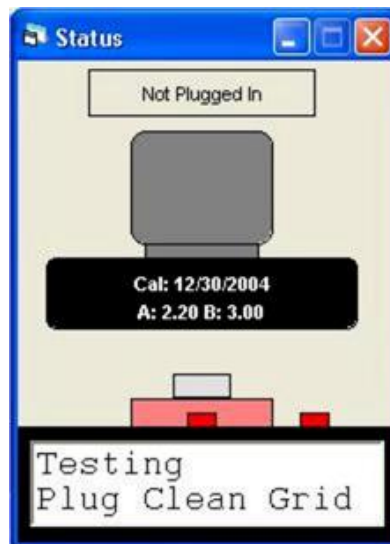 Status
Not Plugged In
Cal: 12/30/2004
A: 2.20 B: 3.00
Testing
Plug Clean Grid